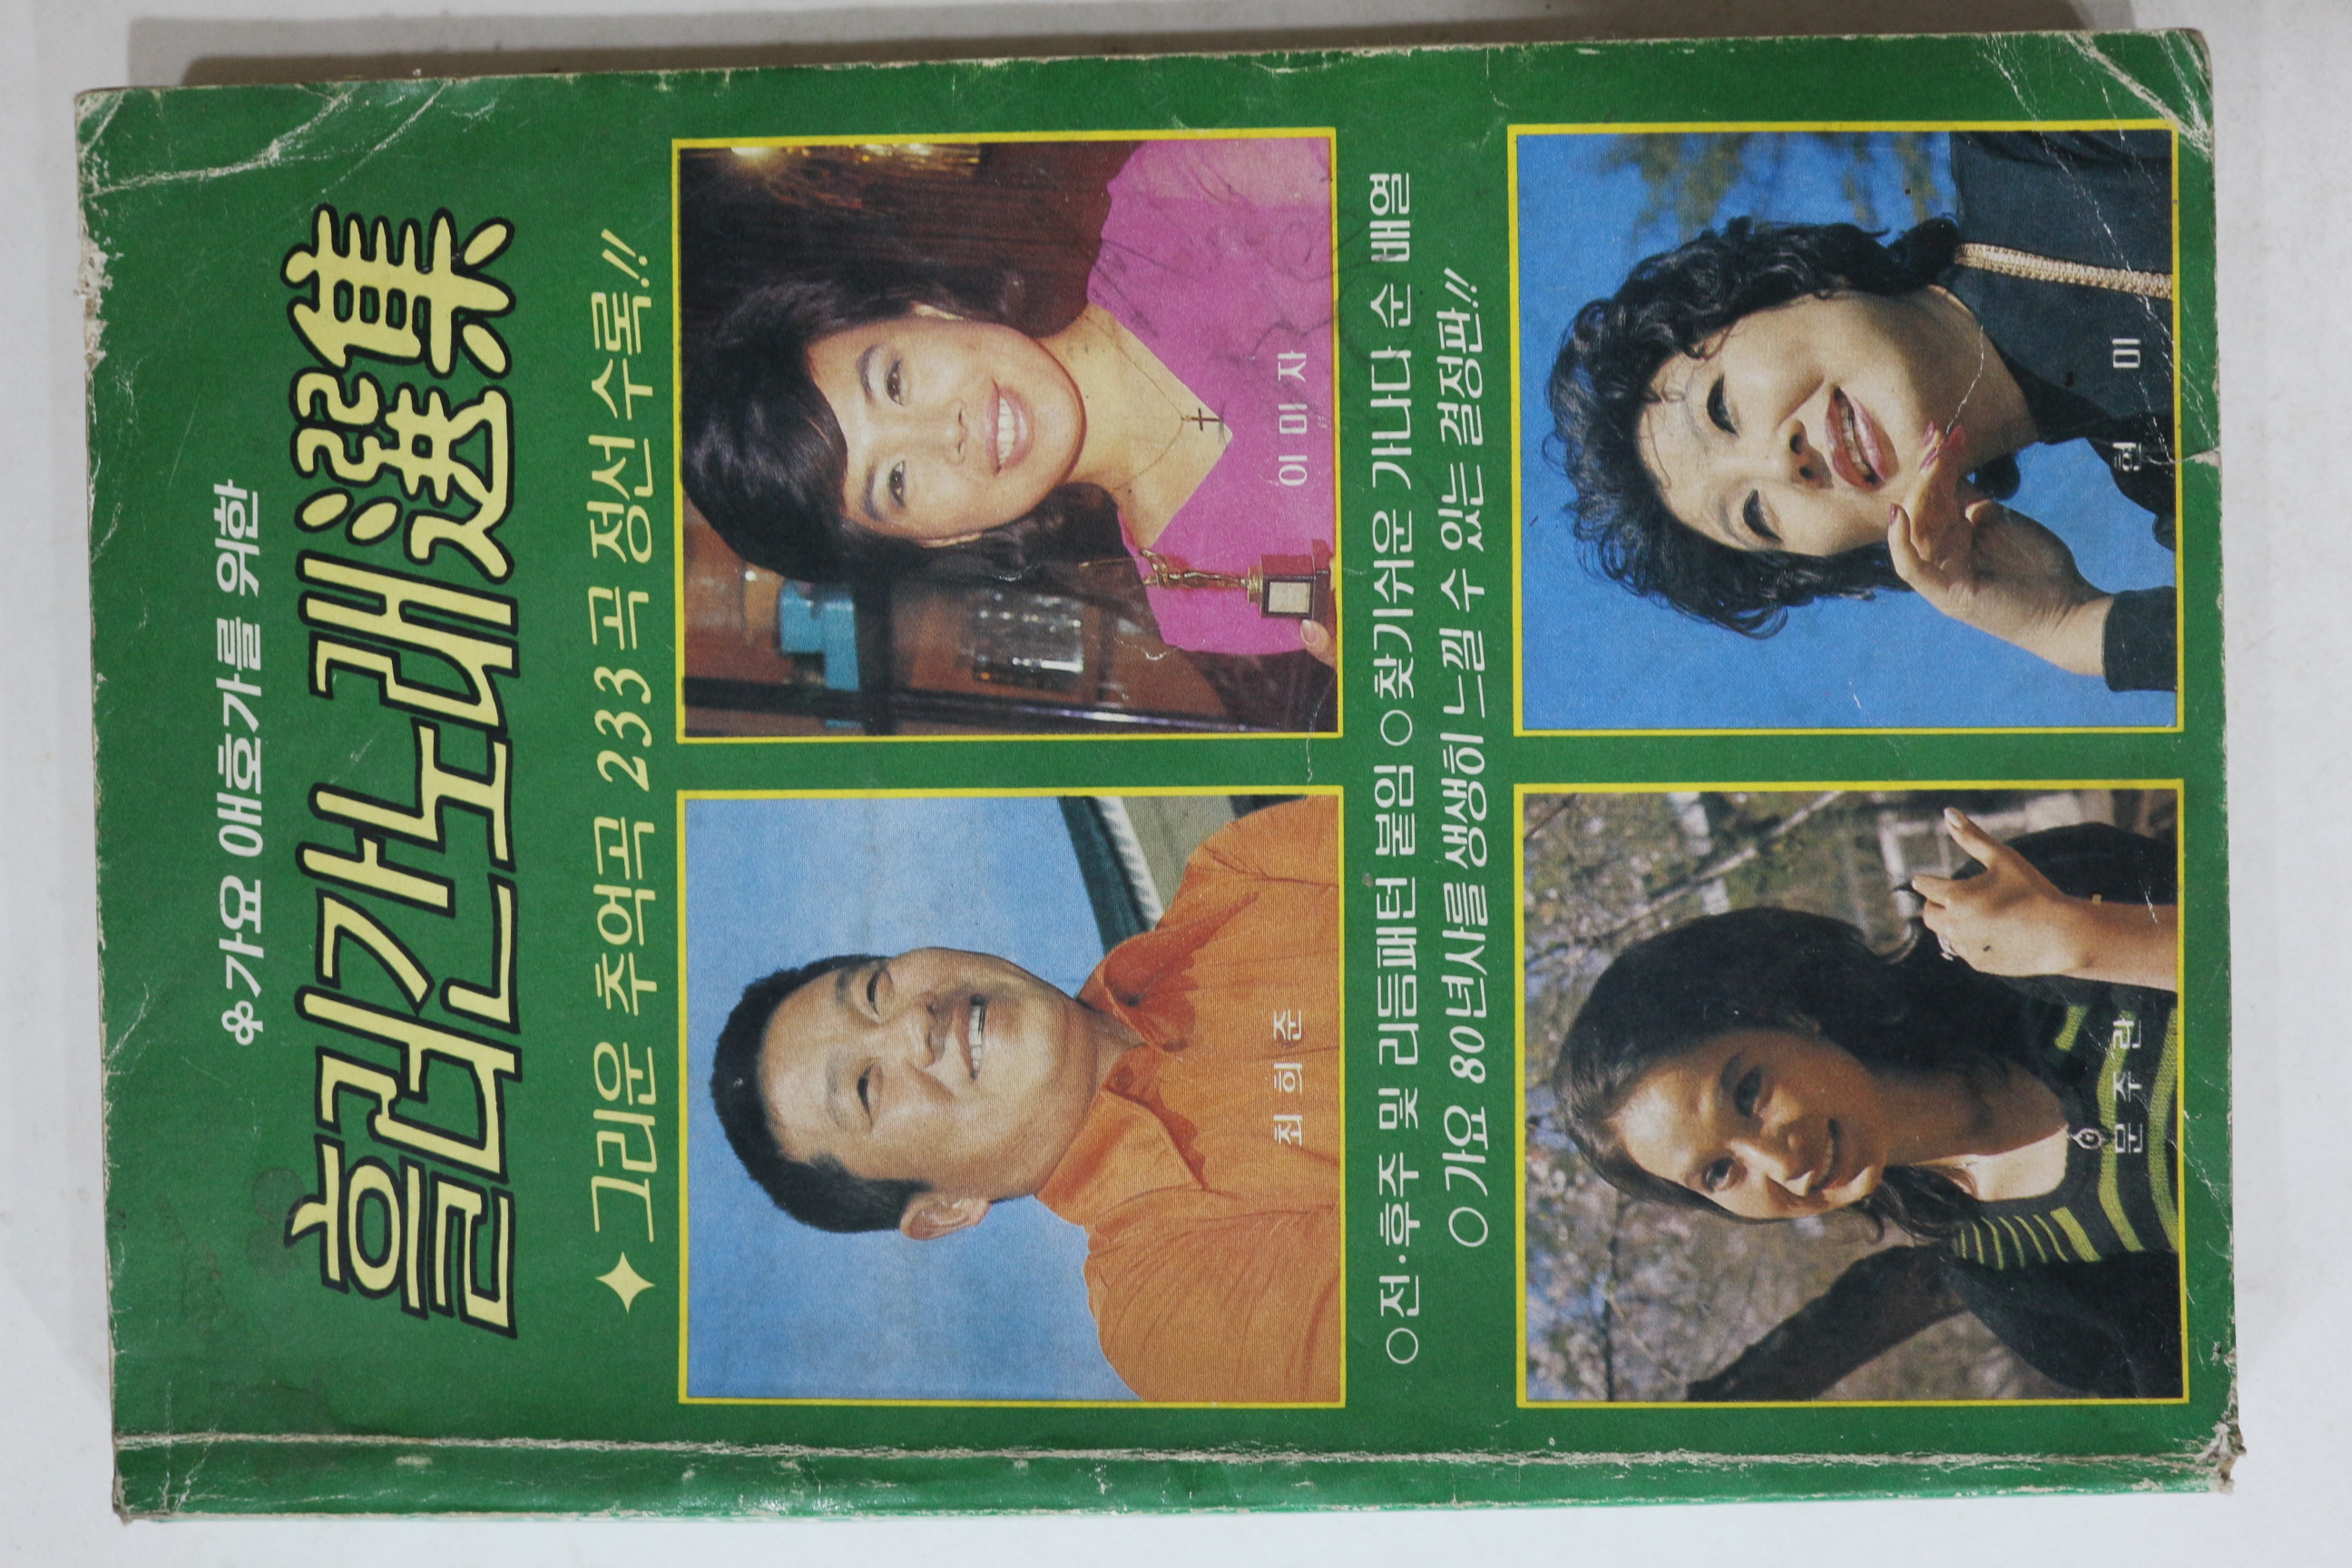 ♣가요 애호가를 위한
흘러간노래選集
✦그리운 추억곡 233곡 정선수록!!
최희준
이미자
○전·후주 및 리듬패턴 붙임 ○찾기쉬운 가나다 순 배열
○가요 80년사를 생생히 느낄 수 있는 결정판!!
문주란
현미